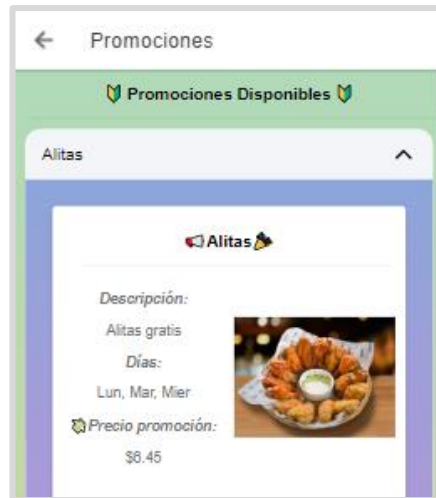 Promociones
Promociones Disponibles
Alitas
Alitas
Descripción:
Alitas gratis
Días:
Lun, Mar, Mier
Precio promoción:
$6.45